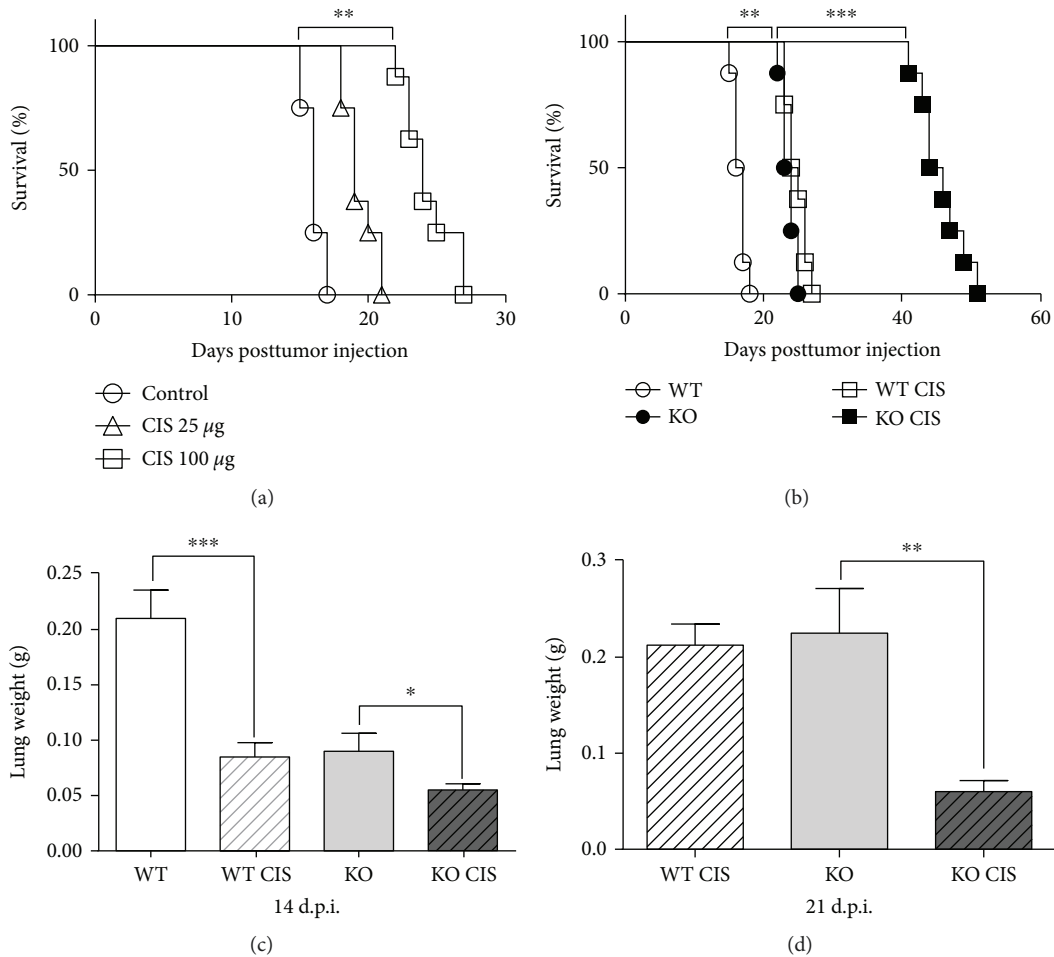 **
100
50
0
Survival (%)
0 10 20 30
Days posttumor injection
Control
CIS 25 µg
CIS 100 µg
(a)
** ***
100
50
0
Survival (%)
0 20 40 60
Days posttumor injection
WT WT CIS
KO KO CIS
(b)
***
*
0.25
0.20
0.15
0.10
0.05
0.00
Lung weight (g)
WT WT CIS KO KO CIS
14 d.p.i.
(c)
**
0.3
0.2
0.1
0.0
Lung weight (g)
WT CIS KO KO CIS
21 d.p.i.
(d)